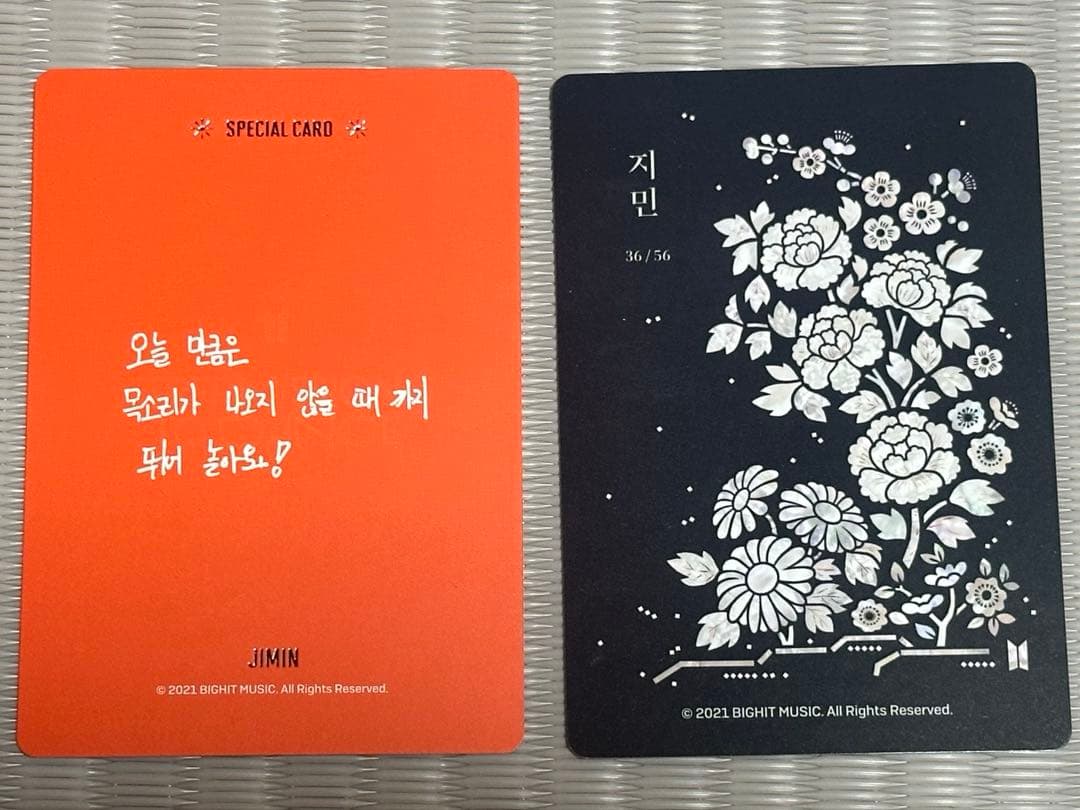 SPECIAL CARD
오늘 만큼은
목소리가 나오지 않을 때 까지
뛰어 놀아요!
JIMIN
© 2021 BIGHIT MUSIC. All Rights Reserved.
지
민
36/56
© 2021 BIGHIT MUSIC. All Rights Reserved.